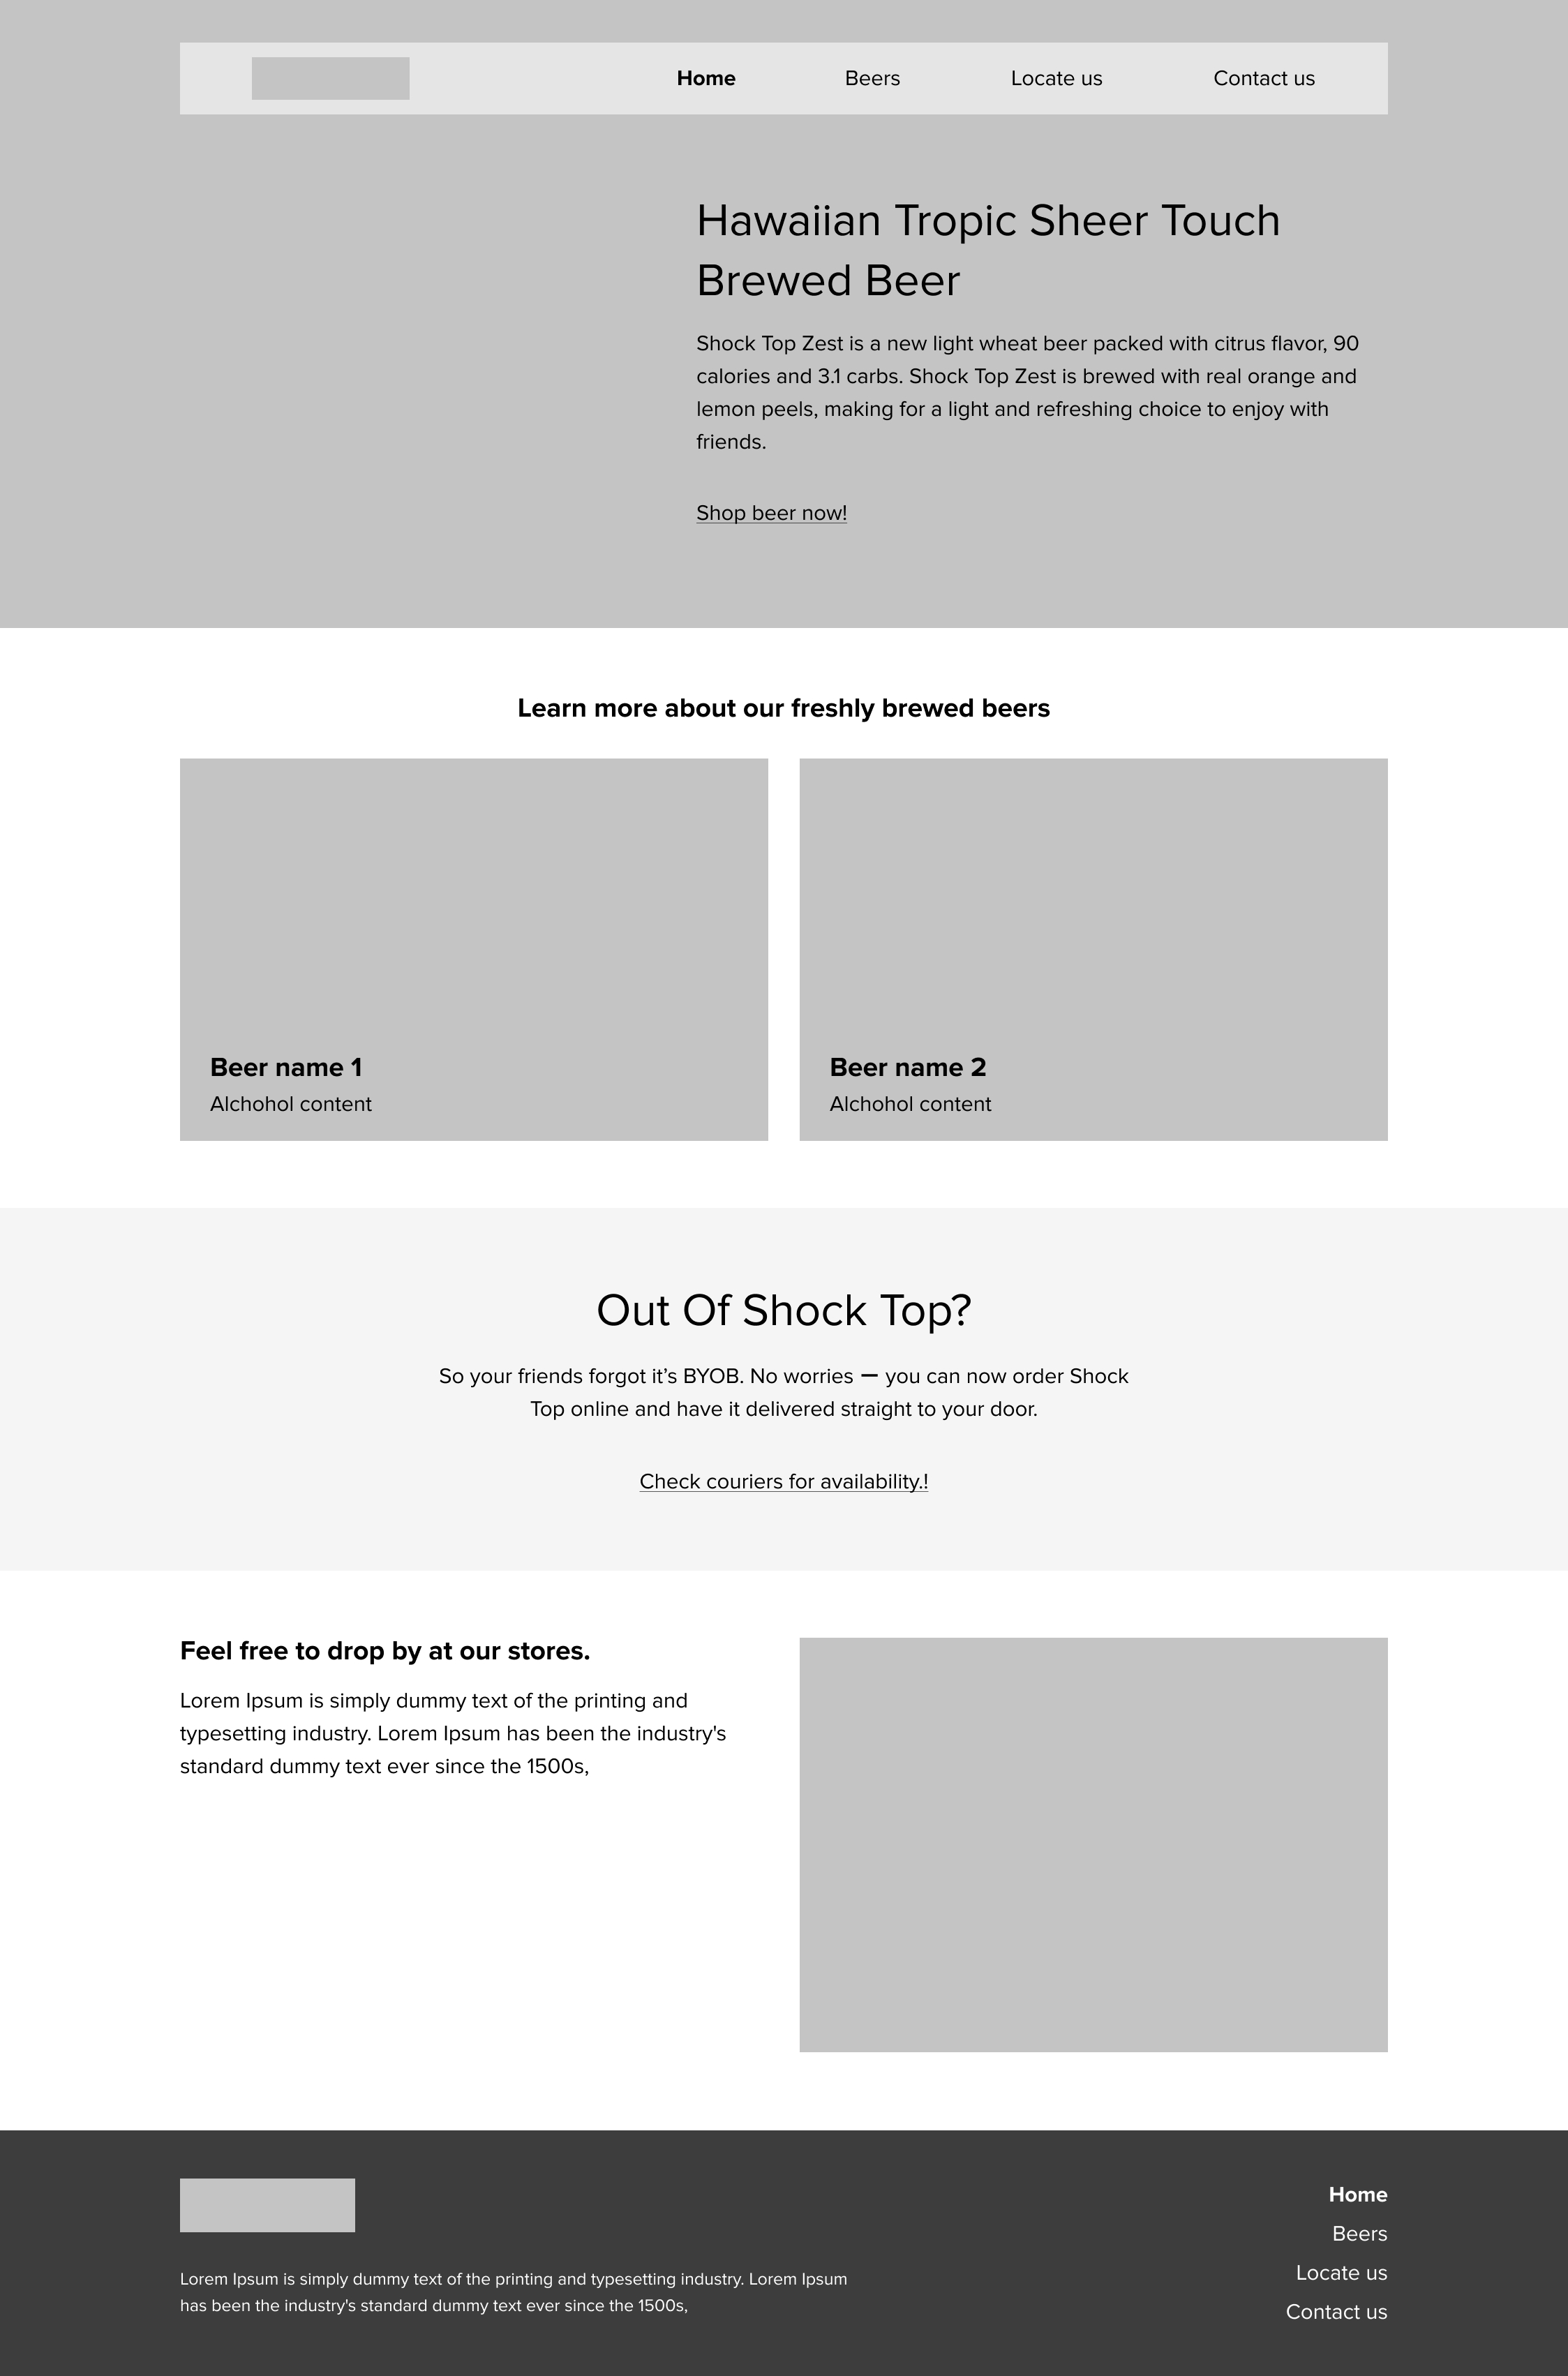 Home
Beers
Locate us
Contact us
Hawaiian Tropic Sheer Touch
Brewed Beer
Shock Top Zest is a new light wheat beer packed with citrus flavor, 90
calories and 3.1 carbs. Shock Top Zest is brewed with real orange and
lemon peels, making for a light and refreshing choice to enjoy with
friends.
Shop beer now!
Learn more about our freshly brewed beers
Beer name 1
Alchohol content
Beer name 2
Alchohol content
Out Of Shock Top?
So your friends forgot it’s BYOB. No worries — you can now order Shock
Top online and have it delivered straight to your door.
Check couriers for availability.!
Feel free to drop by at our stores.
Lorem Ipsum is simply dummy text of the printing and
typesetting industry. Lorem Ipsum has been the industry's
standard dummy text ever since the 1500s,
Lorem Ipsum is simply dummy text of the printing and typesetting industry. Lorem Ipsum
has been the industry's standard dummy text ever since the 1500s,
Home
Beers
Locate us
Contact us